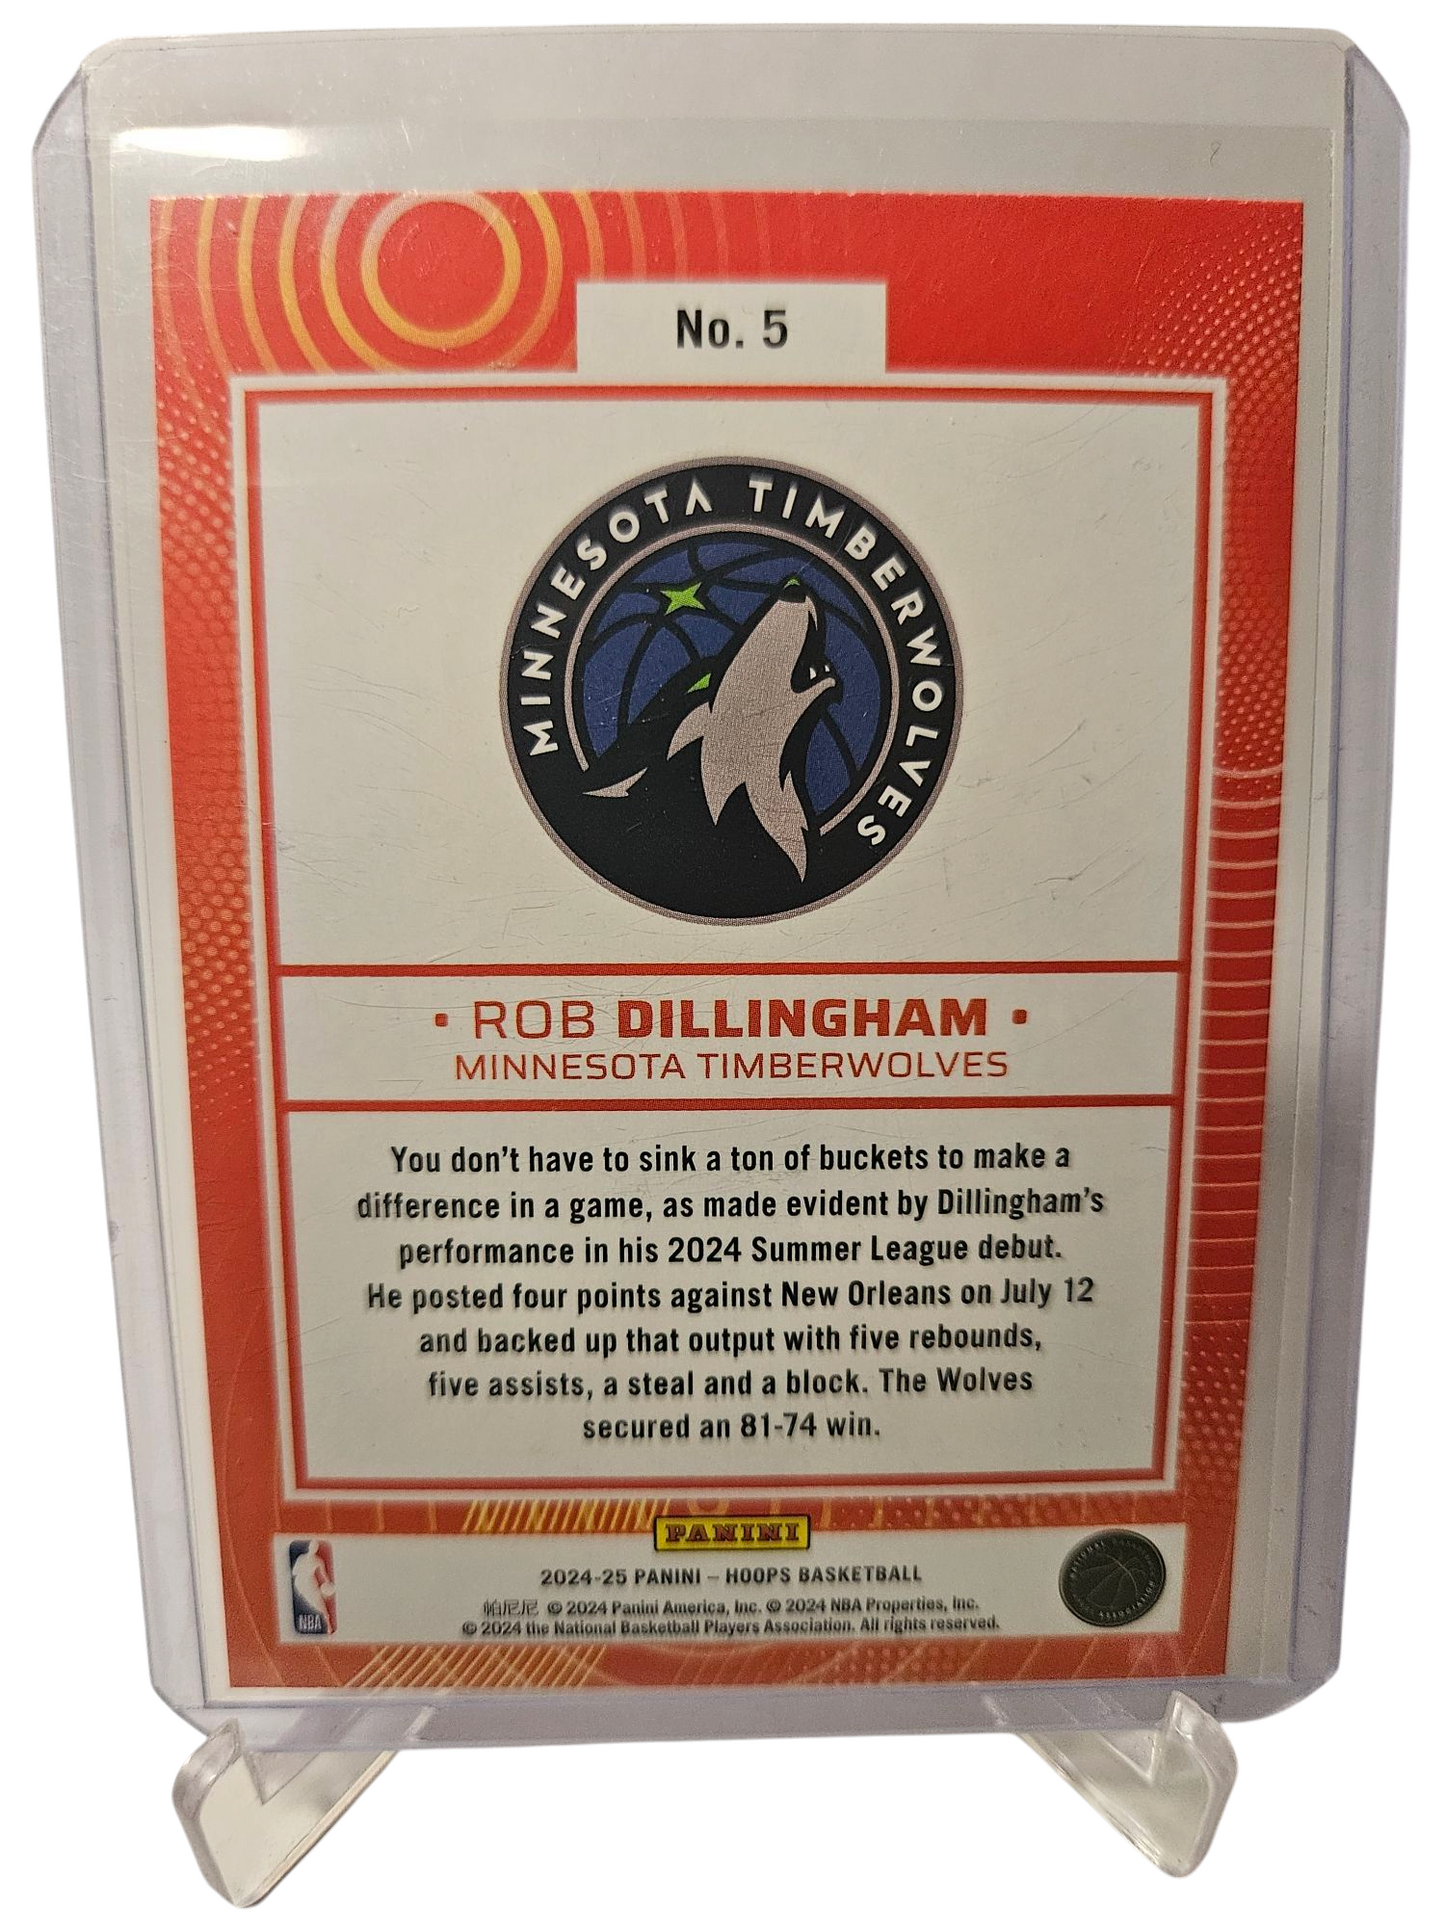 No. 5
MINNESOTA TIMBERWOLVES
• ROB DILLINGHAM •
MINNESOTA TIMBERWOLVES
You don't have to sink a ton of buckets to make a
difference in a game, as made evident by Dillingham's
performance in his 2024 Summer League debut.
He posted four points against New Orleans on July 12
and backed up that output with five rebounds,
five assists, a steal and a block. The Wolves
secured an 81-74 win.
PANINI
2024-25 PANINI – HOOPS BASKETBALL
帕尼尼 © 2024 Panini America, Inc. © 2024 NBA Properties, Inc.
© 2024 the National Basketball Players Association. All rights reserved.
NBA
NATIONAL BASKETBALL
ASSOCIATION